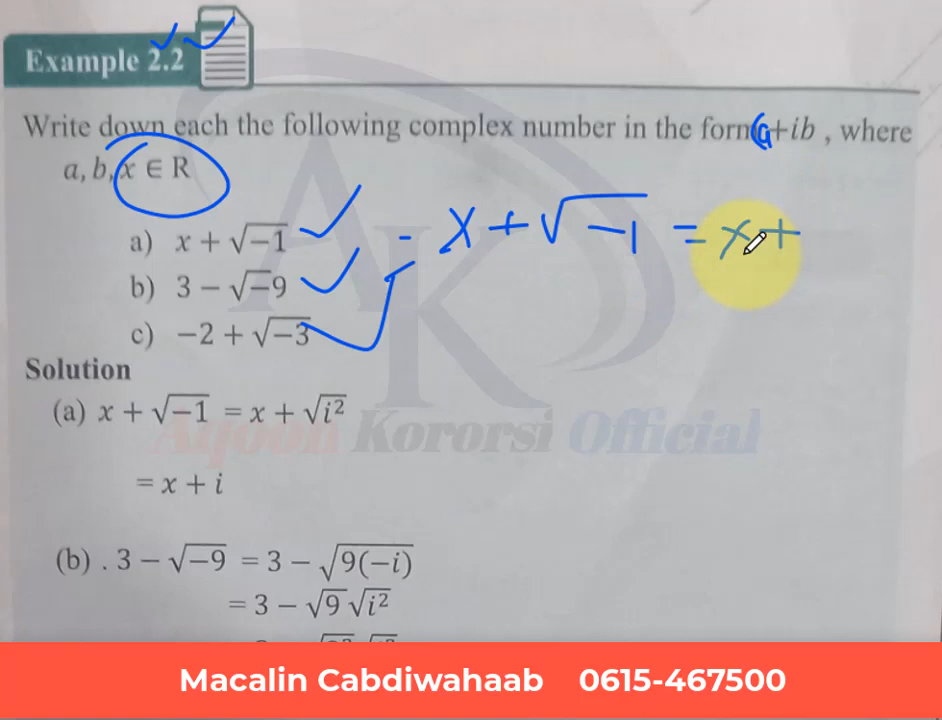 Example 2.2
Write down each the following complex number in the form a+ib , where
a, b, x ∈ R
a) x + √−1
b) 3 − √−9
c) −2 + √−3
- x + √-1 = x +
Solution
(a) x + √−1 = x + √i²
Aqoon Kororsi Official
= x + i
(b) . 3 − √−9 = 3 − √9(−i)
= 3 − √9 √i²
Macalin Cabdiwahaab 0615-467500